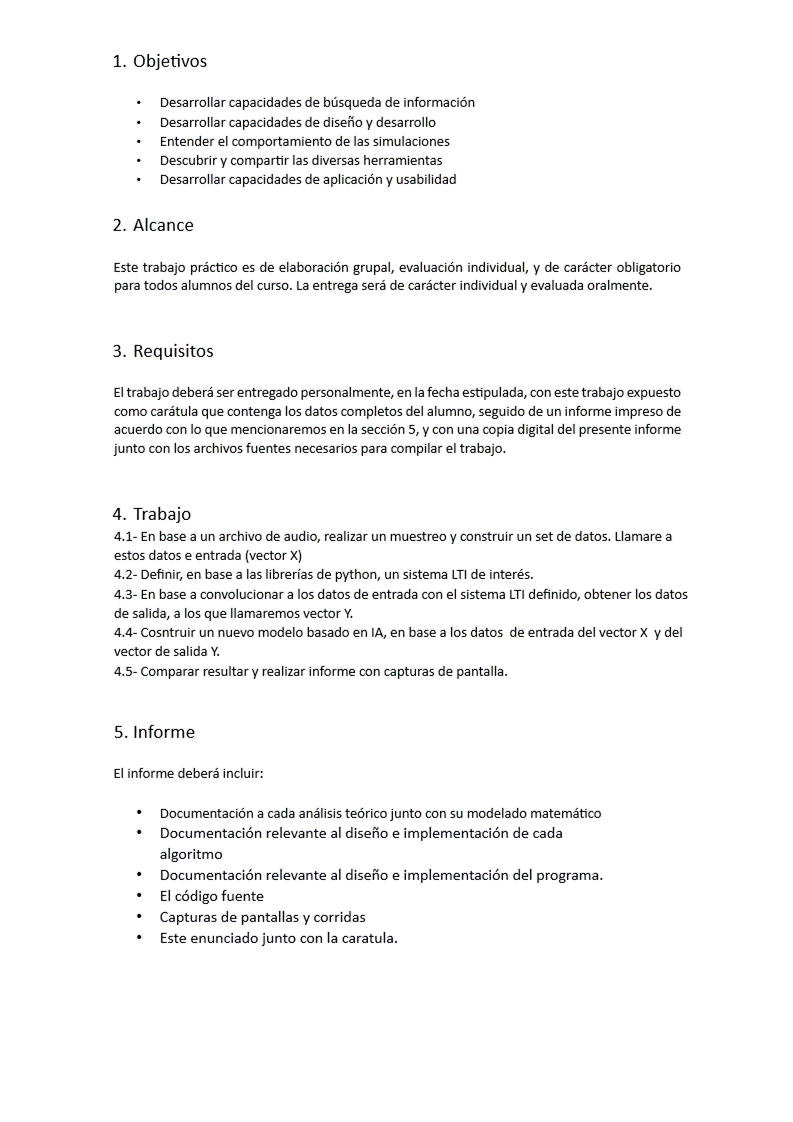 1. Objetivos
• Desarrollar capacidades de búsqueda de información
• Desarrollar capacidades de diseño y desarrollo
• Entender el comportamiento de las simulaciones
• Descubrir y compartir las diversas herramientas
• Desarrollar capacidades de aplicación y usabilidad
2. Alcance
Este trabajo práctico es de elaboración grupal, evaluación individual, y de carácter obligatorio
para todos alumnos del curso. La entrega será de carácter individual y evaluada oralmente.
3. Requisitos
El trabajo deberá ser entregado personalmente, en la fecha estipulada, con este trabajo expuesto
como carátula que contenga los datos completos del alumno, seguido de un informe impreso de
acuerdo con lo que mencionaremos en la sección 5, y con una copia digital del presente informe
junto con los archivos fuentes necesarios para compilar el trabajo.
4. Trabajo
4.1- En base a un archivo de audio, realizar un muestreo y construir un set de datos. Llamare a
estos datos e entrada (vector X)
4.2- Definir, en base a las librerías de python, un sistema LTI de interés.
4.3- En base a convolucionar a los datos de entrada con el sistema LTI definido, obtener los datos
de salida, a los que llamaremos vector Y.
4.4- Cosntruir un nuevo modelo basado en IA, en base a los datos de entrada del vector X y del
vector de salida Y.
4.5- Comparar resultar y realizar informe con capturas de pantalla.
5. Informe
El informe deberá incluir:
• Documentación a cada análisis teórico junto con su modelado matemático
• Documentación relevante al diseño e implementación de cada
algoritmo
• Documentación relevante al diseño e implementación del programa.
• El código fuente
• Capturas de pantallas y corridas
• Este enunciado junto con la caratula.